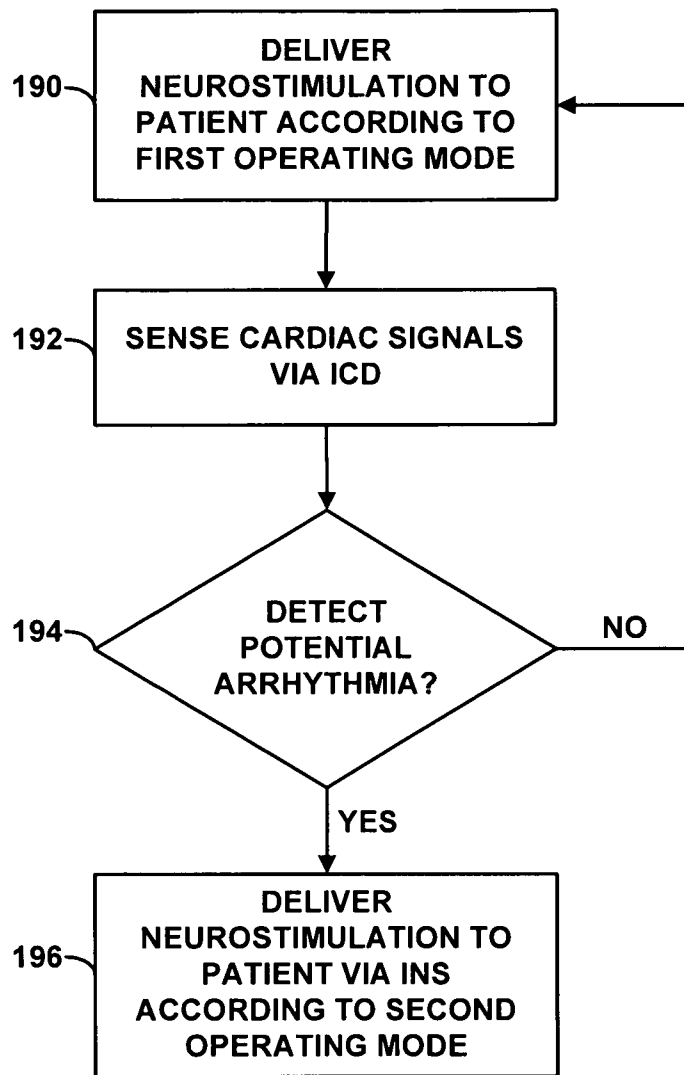 190
DELIVER
NEUROSTIMULATION TO
PATIENT ACCORDING TO
FIRST OPERATING MODE
192
SENSE CARDIAC SIGNALS
VIA ICD
194
DETECT
POTENTIAL
ARRHYTHMIA?
NO
YES
196
DELIVER
NEUROSTIMULATION TO
PATIENT VIA INS
ACCORDING TO SECOND
OPERATING MODE